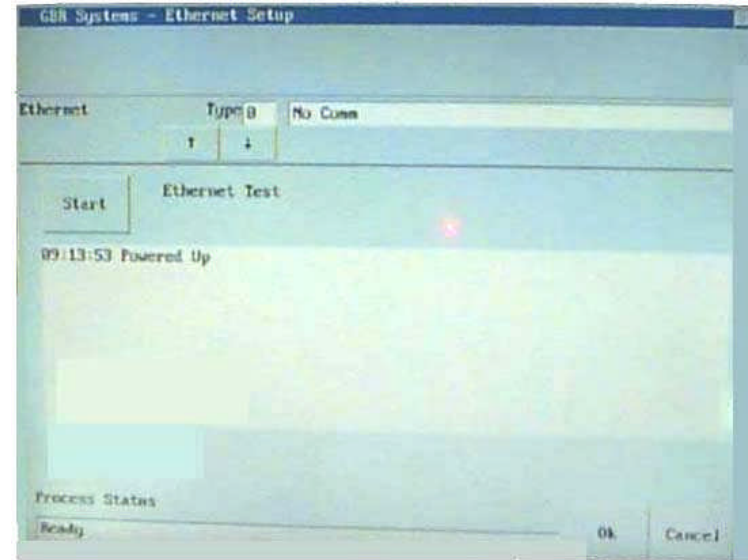 GBR Systems - Ethernet Setup
Ethernet Type 0 No Comm
↑ ↓
Start Ethernet Test
09:13:53 Powered Up
Process Status
Ready
Ok Cancel